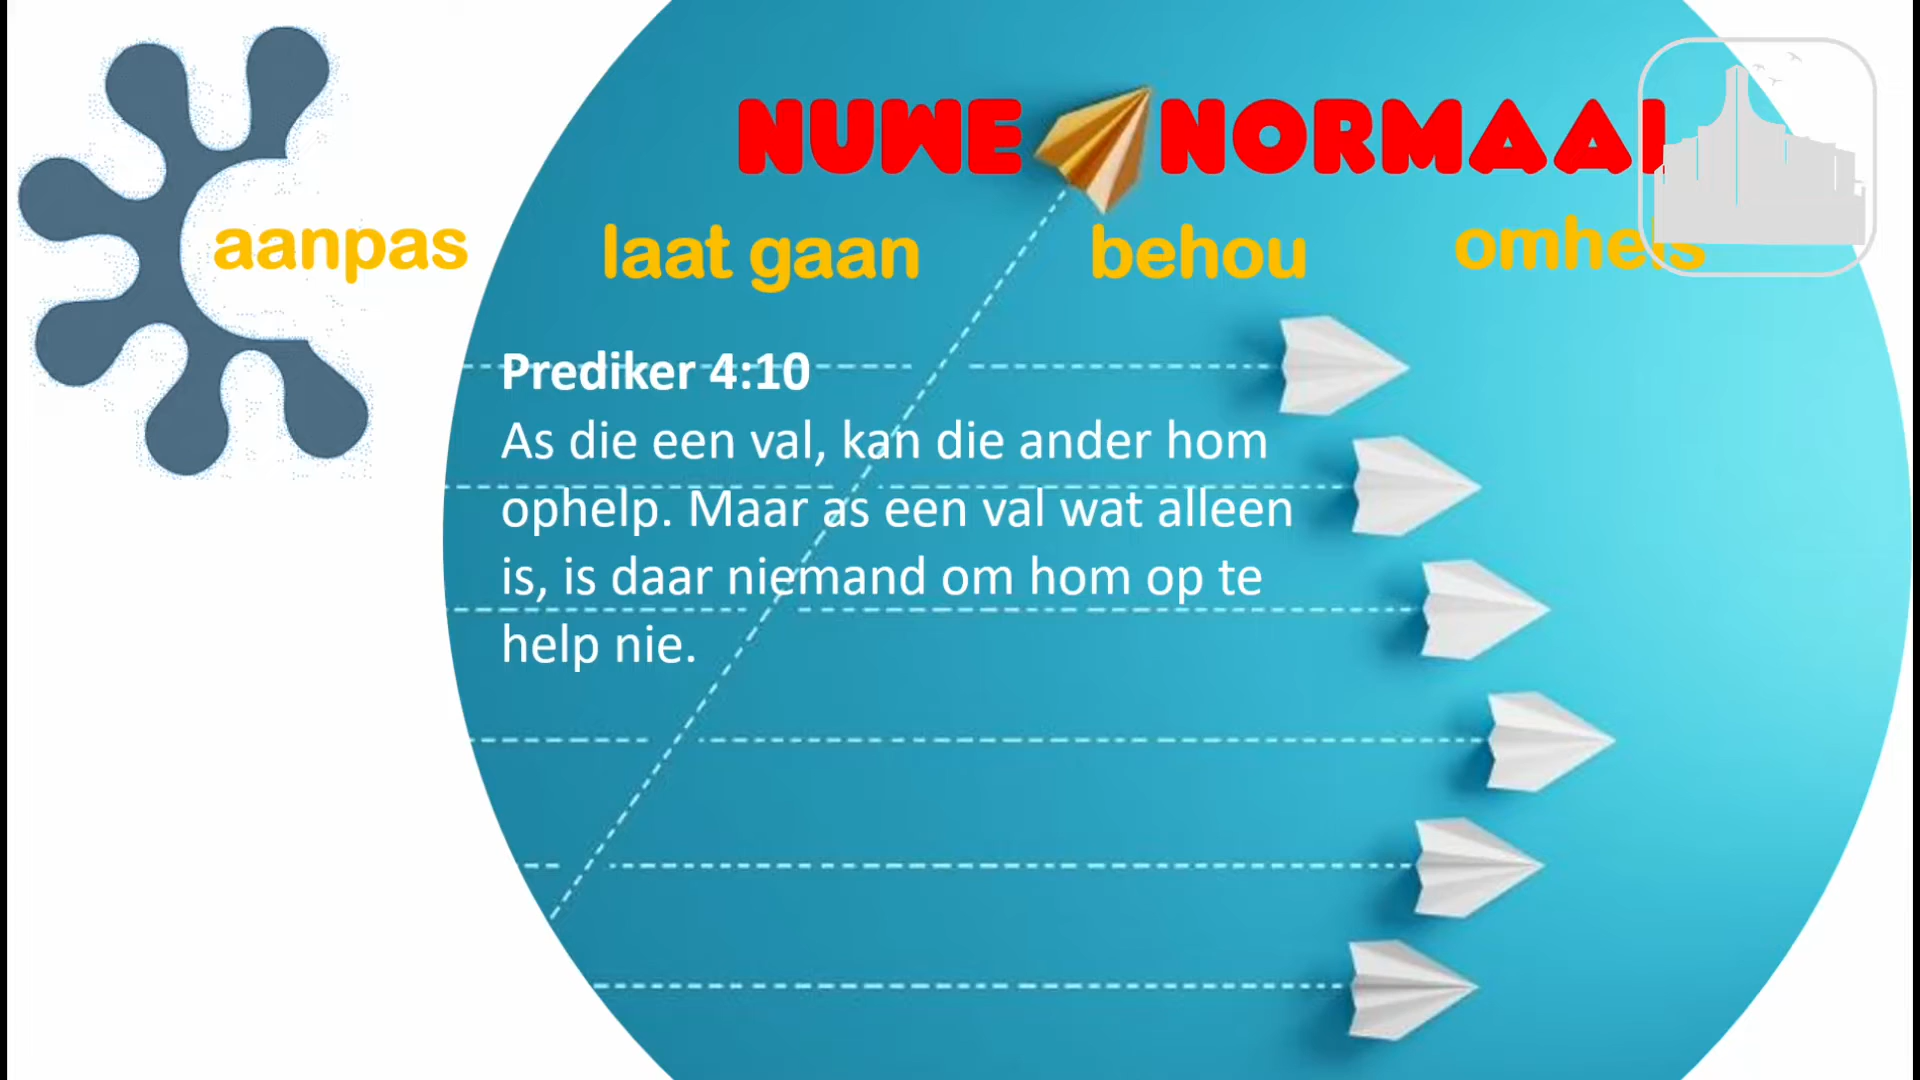 NUWE NORMAAL
aanpas laat gaan behou omhels
Prediker 4:10
As die een val, kan die ander hom
ophelp. Maar as een val wat alleen
is, is daar niemand om hom op te
help nie.